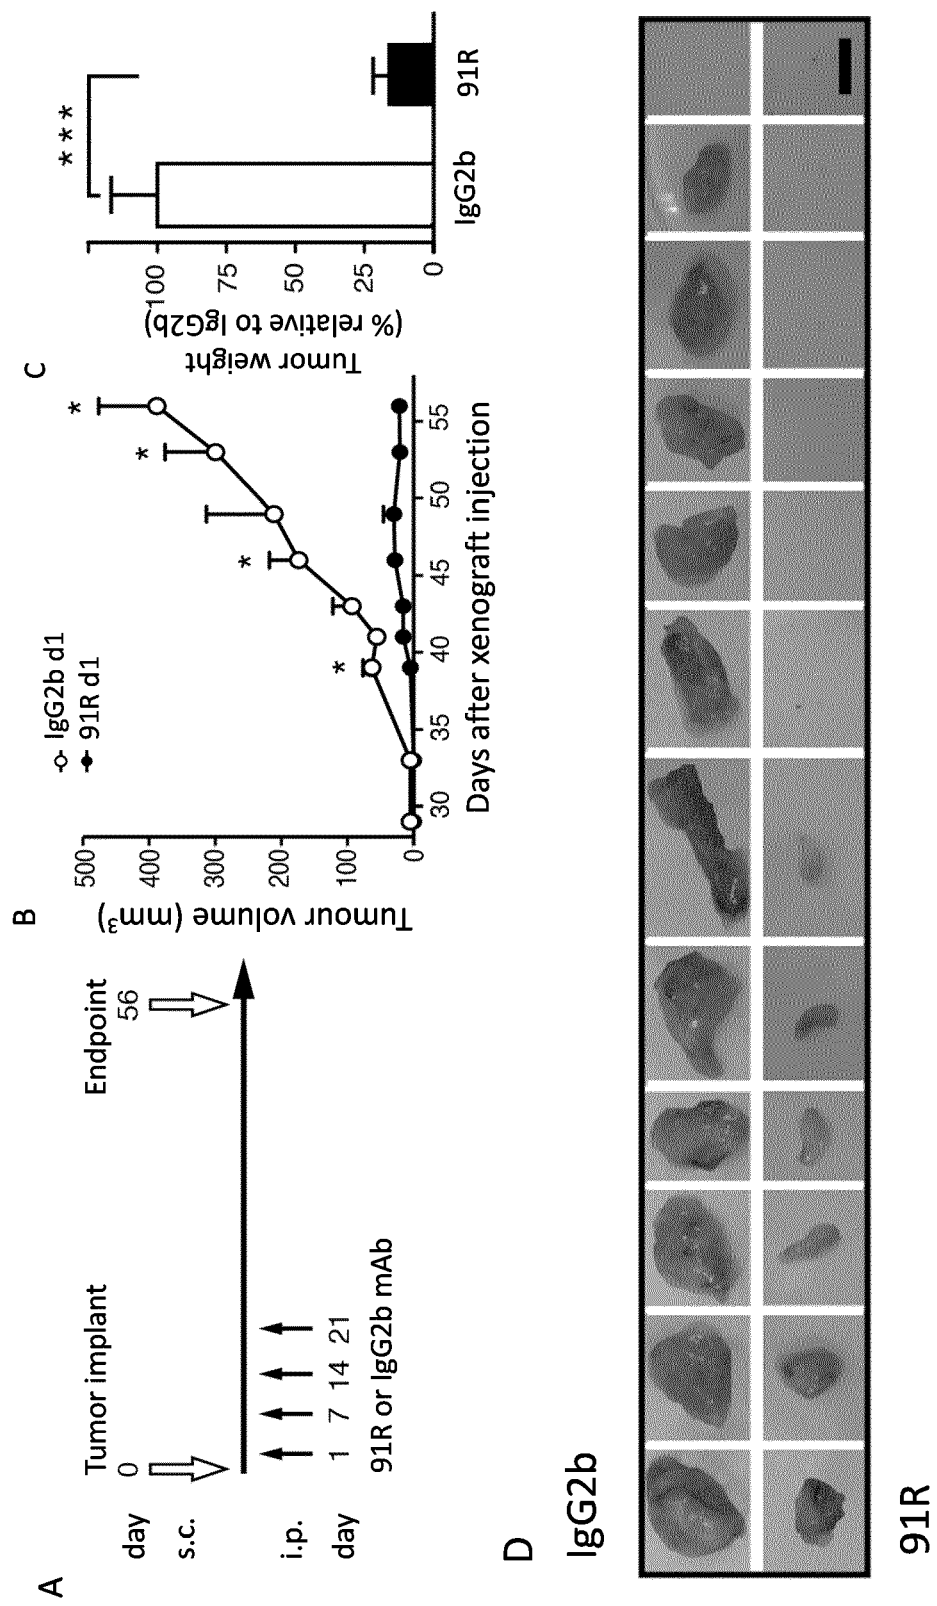 A
day
0
Tumor implant
Endpoint
56
s.c.
i.p.
day
1 7 14 21
91R or IgG2b mAb
B
Tumour volume (mm³)
500
400
300
200
100
0
IgG2b d1
91R d1
*
*
*
*
30 35 40 45 50 55
Days after xenograft injection
C
Tumor weight
(% relative to IgG2b)
100
75
50
25
0
***
IgG2b 91R
D
IgG2b
91R